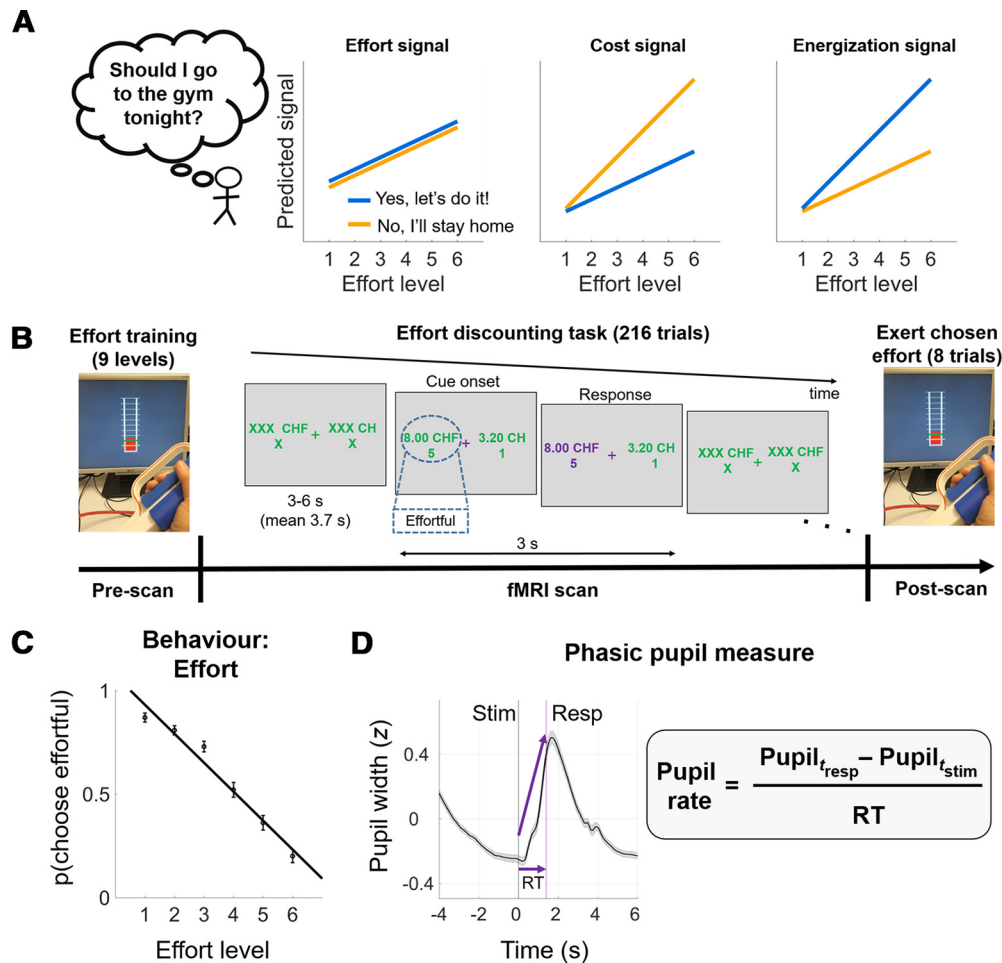 A
Should I go
to the gym
tonight?
Effort signal
Predicted signal
Yes, let's do it!
No, I'll stay home
1 2 3 4 5 6
Effort level
Cost signal
1 2 3 4 5 6
Effort level
Energization signal
1 2 3 4 5 6
Effort level
B
Effort training
(9 levels)
Effort discounting task (216 trials)
Exert chosen
effort (8 trials)
time
XXX CHF + XXX CH
X X
3-6 s
(mean 3.7 s)
Cue onset
8.00 CHF + 3.20 CH
5 1
Effortful
Response
8.00 CHF + 3.20 CH
5 1
XXX CHF + XXX CHF
X X
3 s
Pre-scan
fMRI scan
Post-scan
C
Behaviour:
Effort
p(choose effortful)
1
0.5
0
1 2 3 4 5 6
Effort level
D
Phasic pupil measure
Stim
Resp
Pupil width (z)
0.4
0
-0.4
RT
-4 -2 0 2 4 6
Time (s)
Pupil
rate
=
Pupil tresp – Pupil tstim
RT